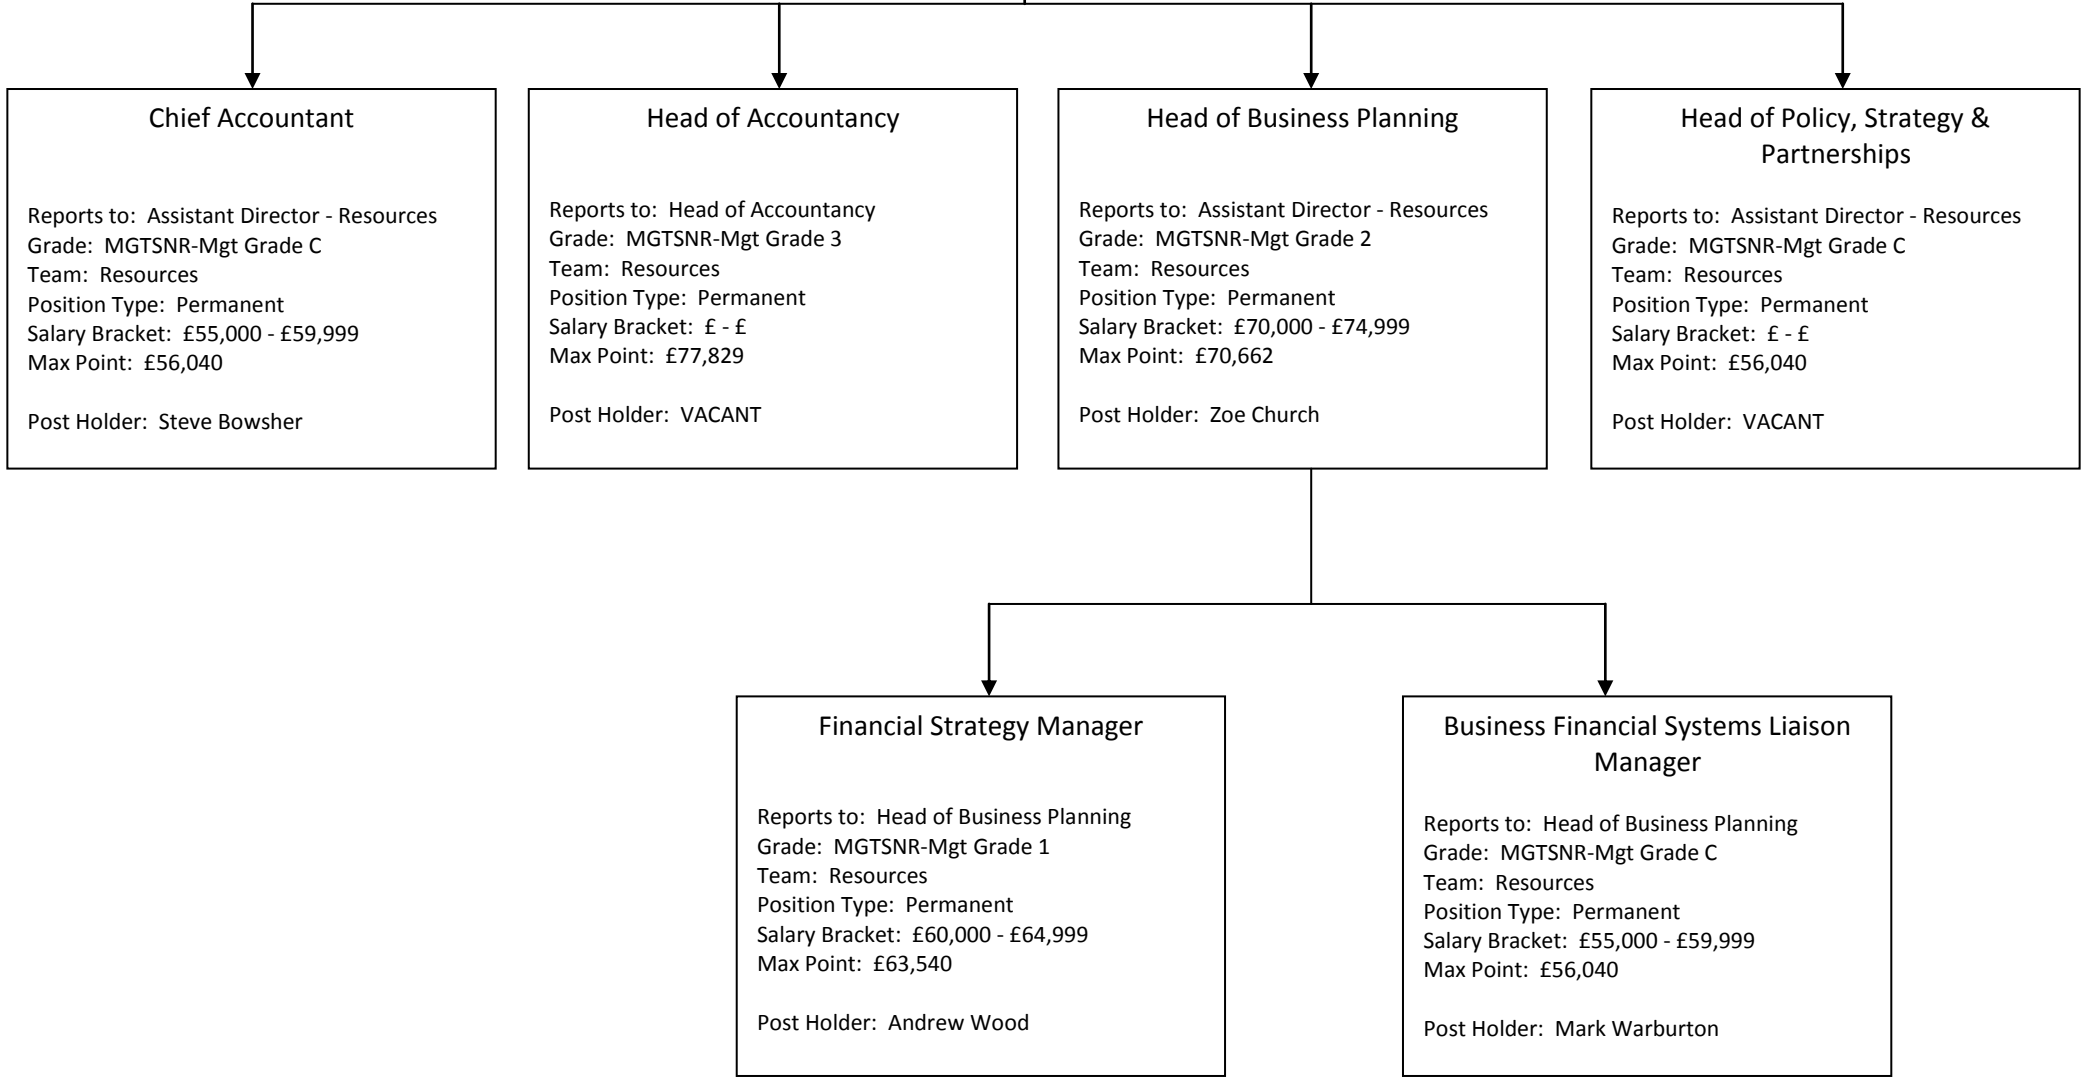 Chief Accountant
Reports to: Assistant Director - Resources
Grade: MGTSNR-Mgt Grade C
Team: Resources
Position Type: Permanent
Salary Bracket: £55,000 - £59,999
Max Point: £56,040
Post Holder: Steve Bowsher
Head of Accountancy
Reports to: Head of Accountancy
Grade: MGTSNR-Mgt Grade 3
Team: Resources
Position Type: Permanent
Salary Bracket: £ - £
Max Point: £77,829
Post Holder: VACANT
Head of Business Planning
Reports to: Assistant Director - Resources
Grade: MGTSNR-Mgt Grade 2
Team: Resources
Position Type: Permanent
Salary Bracket: £70,000 - £74,999
Max Point: £70,662
Post Holder: Zoe Church
Head of Policy, Strategy &
Partnerships
Reports to: Assistant Director - Resources
Grade: MGTSNR-Mgt Grade C
Team: Resources
Position Type: Permanent
Salary Bracket: £ - £
Max Point: £56,040
Post Holder: VACANT
Financial Strategy Manager
Reports to: Head of Business Planning
Grade: MGTSNR-Mgt Grade 1
Team: Resources
Position Type: Permanent
Salary Bracket: £60,000 - £64,999
Max Point: £63,540
Post Holder: Andrew Wood
Business Financial Systems Liaison
Manager
Reports to: Head of Business Planning
Grade: MGTSNR-Mgt Grade C
Team: Resources
Position Type: Permanent
Salary Bracket: £55,000 - £59,999
Max Point: £56,040
Post Holder: Mark Warburton